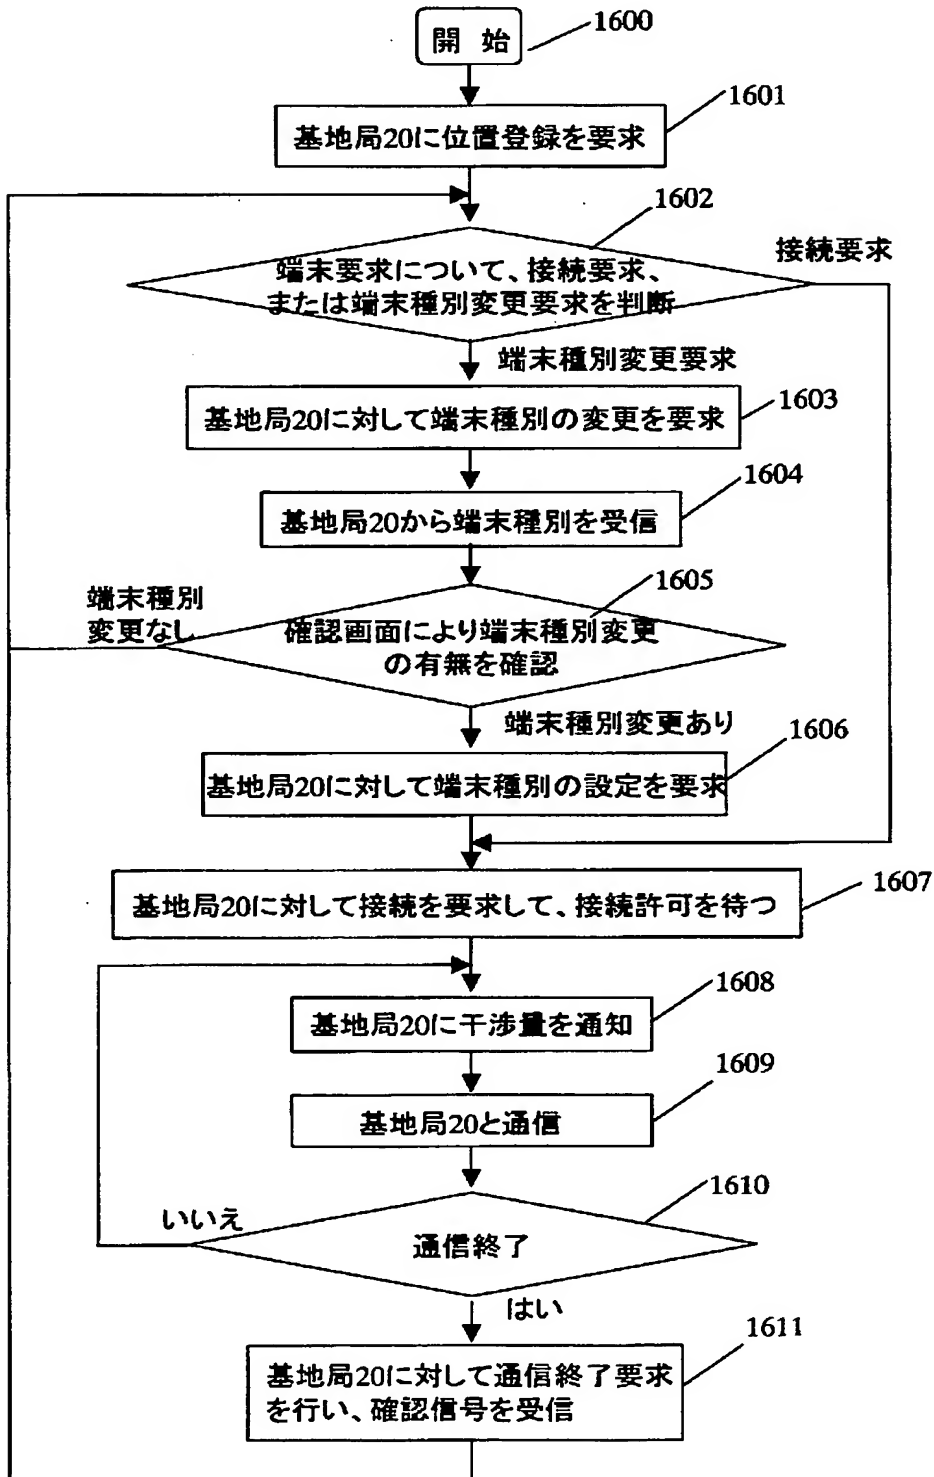 開 始
1600
1601
基地局20に位置登録を要求
1602
接続要求
端末要求について、接続要求、
または端末種別変更要求を判断
端末種別変更要求
1603
基地局20に対して端末種別の変更を要求
1604
基地局20から端末種別を受信
1605
端末種別
変更なし
確認画面により端末種別変更
の有無を確認
端末種別変更あり
1606
基地局20に対して端末種別の設定を要求
1607
基地局20に対して接続を要求して、接続許可を待つ
1608
基地局20に干渉量を通知
1609
基地局20と通信
1610
いいえ
通信終了
はい
1611
基地局20に対して通信終了要求
を行い、確認信号を受信